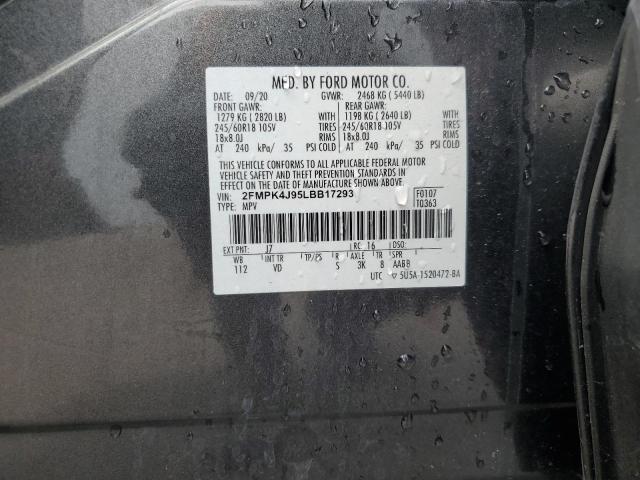 MFD. BY FORD MOTOR CO.
DATE: 09/20 GVWR: 2468 KG ( 5440 LB)
FRONT GAWR: REAR GAWR:
1279 KG ( 2820 LB) WITH 1198 KG ( 2640 LB) WITH
245/60R18 105V TIRES 245/60R18 105V TIRES
18x8.0J RIMS 18x8.0J RIMS
AT 240 kPa/ 35 PSI COLD AT 240 kPa/ 35 PSI COLD
THIS VEHICLE CONFORMS TO ALL APPLICABLE FEDERAL MOTOR
VEHICLE SAFETY AND THEFT PREVENTION STANDARDS IN
EFFECT ON THE DATE OF MANUFACTURE SHOWN ABOVE.
VIN: 2FMPK4J95LBB17293 F0107
TYPE: MPV T0363
EXT PNT: J7 RC: 16 DSO:
WB INT TR TP/PS R AXLE TR SPR
112 VD S 3K 8 AABB
UTC 5U5A-1520472-BA